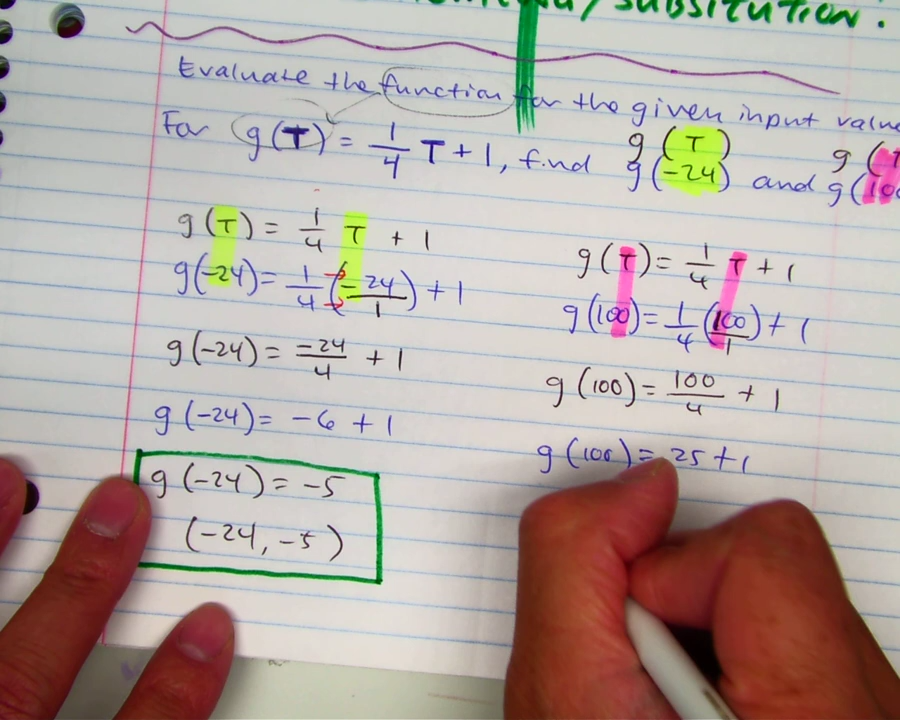 /substitution.
Evaluate the function for the given input value
For g(T) = 1/4 T + 1, find g(T) g(-24) and g(T g(100
g(T) = 1/4 T + 1
g(-24) = 1/4 (-24/1) + 1
g(-24) = -24/4 + 1
g(-24) = -6 + 1
g(-24) = -5
(-24, -5)
g(T) = 1/4 T + 1
g(100) = 1/4 (100/1) + 1
g(100) = 100/4 + 1
g(100) = 25 + 1